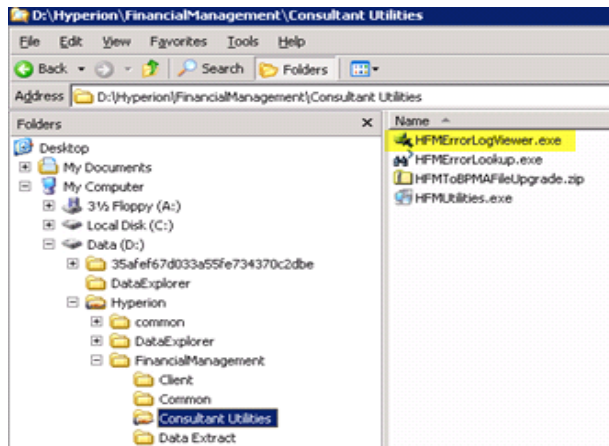 D:\Hyperion\FinancialManagement\Consultant Utilities
File Edit View Favorites Tools Help
Back Search Folders
Address D:\Hyperion\FinancialManagement\Consultant Utilities
Folders x
Desktop
My Documents
My Computer
3½ Floppy (A:)
Local Disk (C:)
Data (D:)
35afef67d033a55fe734370c2dbe
DataExplorer
Hyperion
common
DataExplorer
FinancialManagement
Client
Common
Consultant Utilities
Data Extract
Name
HFMErrorLogViewer.exe
HFMErrorLookup.exe
HFMToBPMAFileUpgrade.zip
HFMUtilities.exe